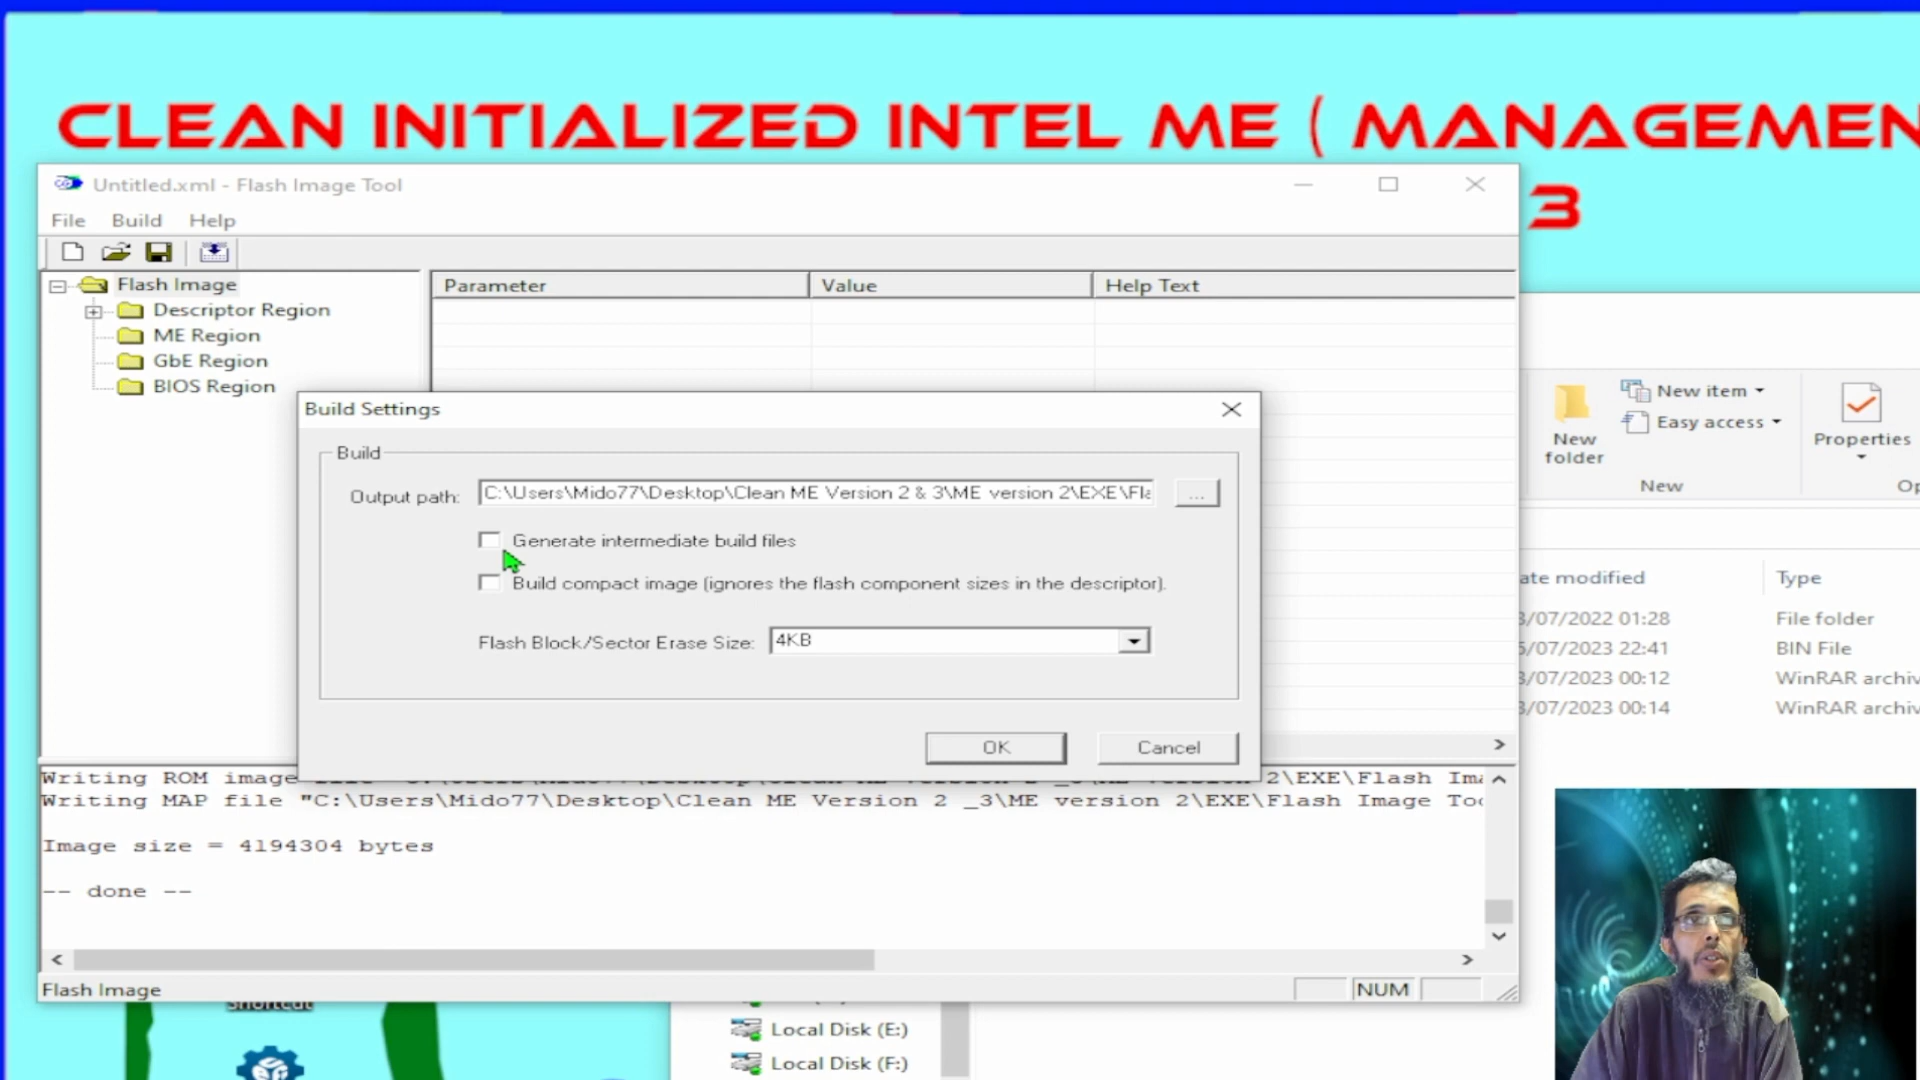 CLEAN INITIALIZED INTEL ME ( MANAGEMEN
3
Untitled.xml - Flash Image Tool
File Build Help
Flash Image
Descriptor Region
ME Region
GbE Region
BIOS Region
Parameter Value Help Text
Build Settings
Build
Output path: C:\Users\Mido77\Desktop\Clean ME Version 2 & 3\ME version 2\EXE\Fla
...
Generate intermediate build files
Build compact image (ignores the flash component sizes in the descriptor).
Flash Block/Sector Erase Size: 4KB
OK Cancel
Writing ROM image 2\EXE\Flash Ima
Writing MAP file "C:\Users\Mido77\Desktop\Clean ME Version 2 _3\ME version 2\EXE\Flash Image Too
Image size = 4194304 bytes
-- done --
Flash Image
NUM
New item
Easy access
New folder
Properties
New
Op
ate modified Type
3/07/2022 01:28 File folder
5/07/2023 22:41 BIN File
3/07/2023 00:12 WinRAR archiv
3/07/2023 00:14 WinRAR archiv
Shortcut
Local Disk (E:)
Local Disk (F:)